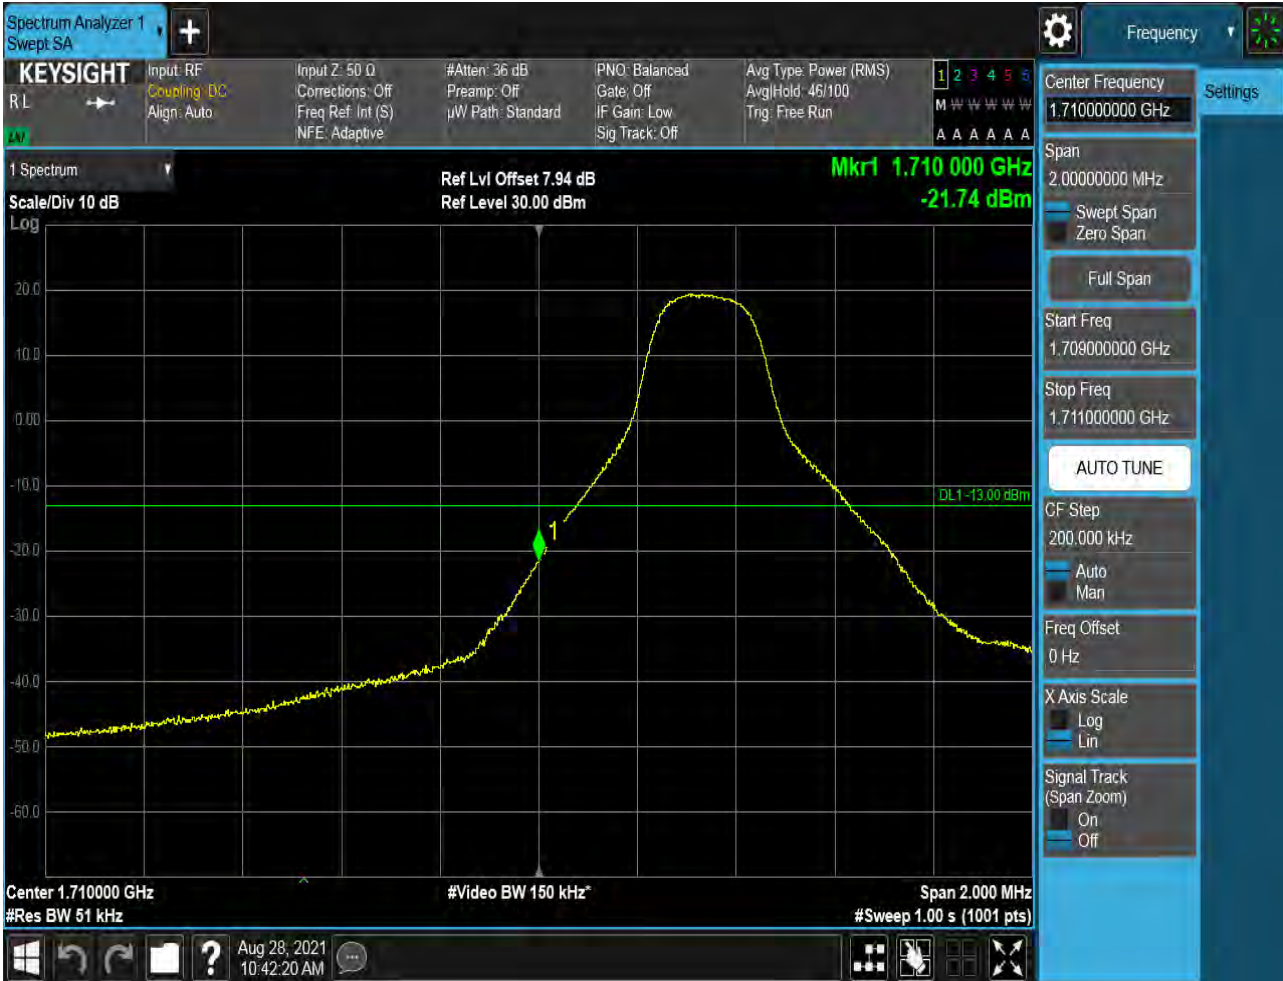 Spectrum Analyzer 1
Swept SA
+
Frequency
KEYSIGHT
R L
LXI
Input: RF
Coupling: DC
Align: Auto
Input Z: 50 Ω
Corrections: Off
Freq Ref: Int (S)
NFE: Adaptive
#Atten: 36 dB
Preamp: Off
µW Path: Standard
PNO: Balanced
Gate: Off
IF Gain: Low
Sig Track: Off
Avg Type: Power (RMS)
Avg|Hold: 46/100
Trig: Free Run
1 2 3 4 5 6
M W W W W W
A A A A A A
1 Spectrum
Scale/Div 10 dB
Log
Ref Lvl Offset 7.94 dB
Ref Level 30.00 dBm
Mkr1 1.710 000 GHz
-21.74 dBm
20.0
10.0
0.00
-10.0
-20.0
-30.0
-40.0
-50.0
-60.0
DL1 -13.00 dBm
1
Center 1.710000 GHz
#Res BW 51 kHz
#Video BW 150 kHz*
Span 2.000 MHz
#Sweep 1.00 s (1001 pts)
Center Frequency
1.710000000 GHz
Settings
Span
2.00000000 MHz
Swept Span
Zero Span
Full Span
Start Freq
1.709000000 GHz
Stop Freq
1.711000000 GHz
AUTO TUNE
CF Step
200.000 kHz
Auto
Man
Freq Offset
0 Hz
X Axis Scale
Log
Lin
Signal Track
(Span Zoom)
On
Off
?
Aug 28, 2021
10:42:20 AM